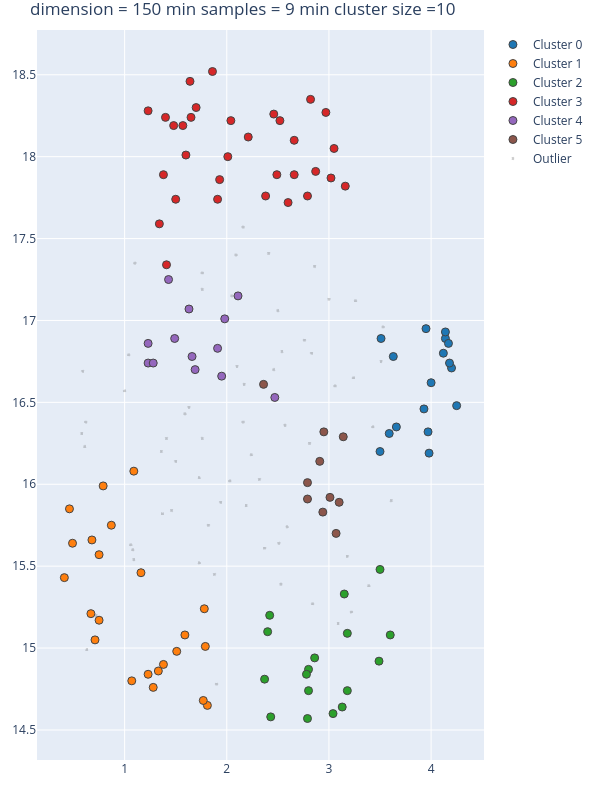 dimension = 150 min samples = 9 min cluster size =10
Cluster 0
Cluster 1
Cluster 2
Cluster 3
Cluster 4
Cluster 5
Outlier
18.5
18
17.5
17
16.5
16
15.5
15
14.5
1 2 3 4